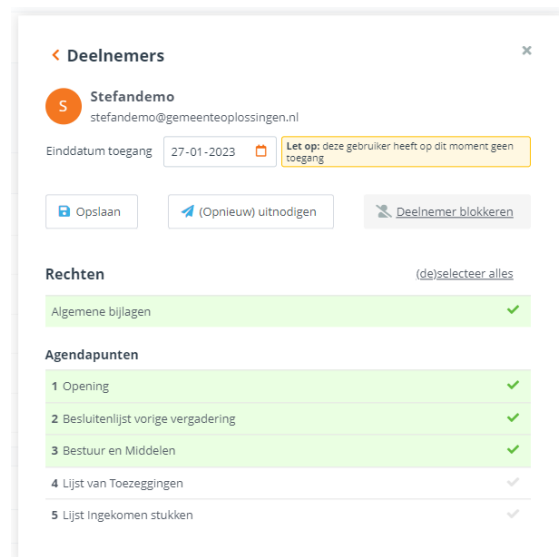 Deelnemers
S
Stefandemo
stefandemo@gemeenteoplossingen.nl
Einddatum toegang 27-01-2023 Let op: deze gebruiker heeft op dit moment geen
toegang
Opslaan (Opnieuw) uitnodigen Deelnemer blokkeren
Rechten (de)selecteer alles
Algemene bijlagen
Agendapunten
1 Opening
2 Besluitenlijst vorige vergadering
3 Bestuur en Middelen
4 Lijst van Toezeggingen
5 Lijst Ingekomen stukken